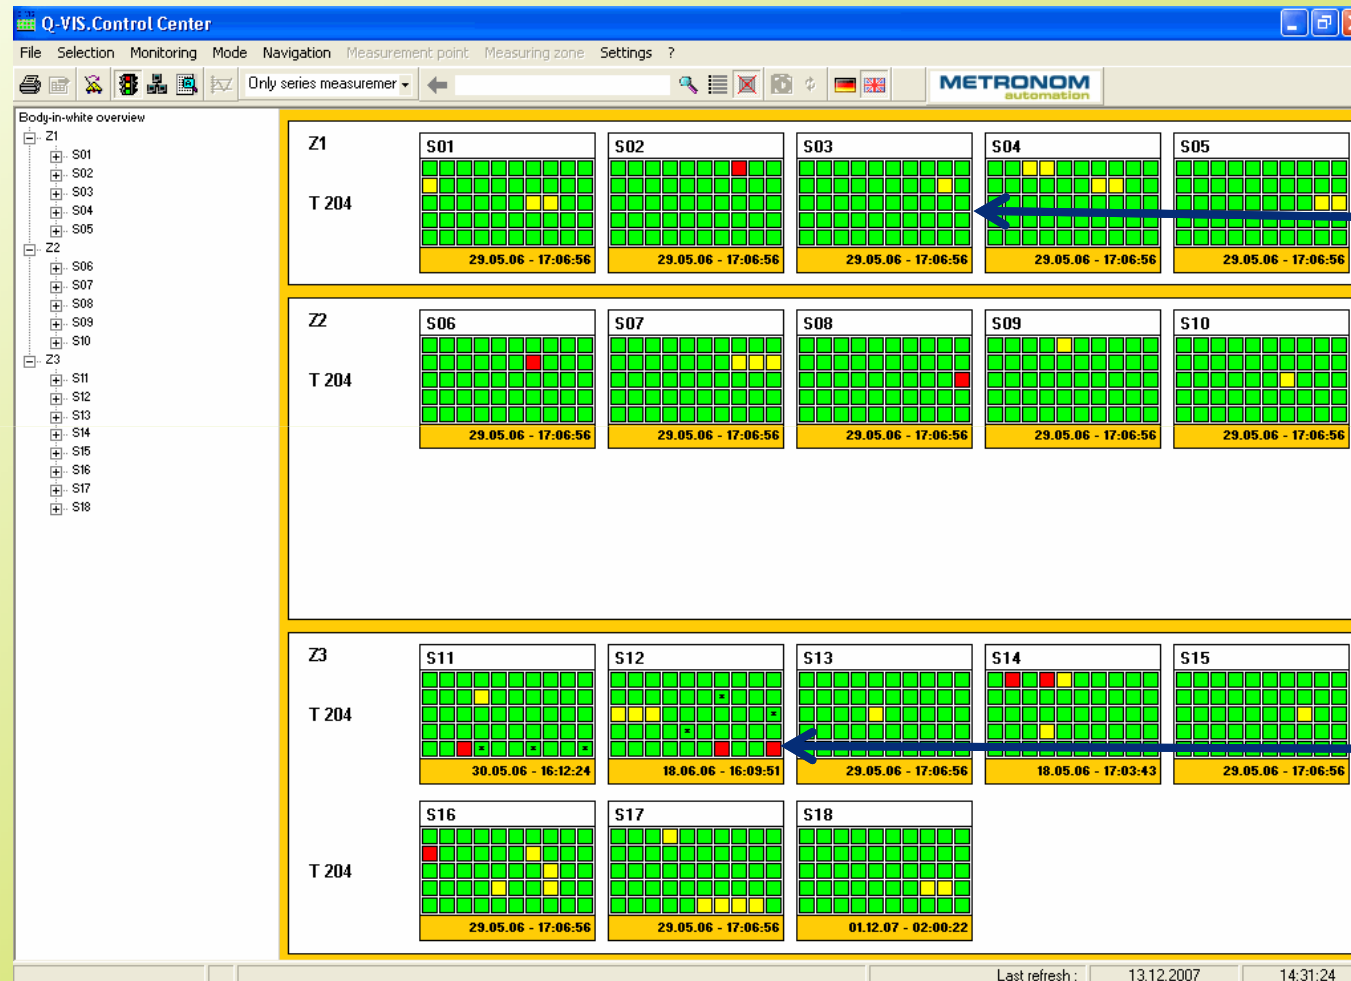 Q-VIS.Control Center
File Selection Monitoring Mode Navigation Measurement point Measuring zone Settings ?
Only series measuremer
METRONOM
automation
Body-in-white overview
Z1
S01
S02
S03
S04
S05
Z2
S06
S07
S08
S09
S10
Z3
S11
S12
S13
S14
S15
S16
S17
S18
Z1
T 204
S01 S02 S03 S04 S05
29.05.06 - 17:06:56 29.05.06 - 17:06:56 29.05.06 - 17:06:56 29.05.06 - 17:06:56 29.05.06 - 17:06:56
Z2
T 204
S06 S07 S08 S09 S10
29.05.06 - 17:06:56 29.05.06 - 17:06:56 29.05.06 - 17:06:56 29.05.06 - 17:06:56 29.05.06 - 17:06:56
Z3
T 204
S11 S12 S13 S14 S15
30.05.06 - 16:12:24 18.06.06 - 16:09:51 29.05.06 - 17:06:56 18.05.06 - 17:03:43 29.05.06 - 17:06:56
T 204
S16 S17 S18
29.05.06 - 17:06:56 29.05.06 - 17:06:56 01.12.07 - 02:00:22
Last refresh : 13.12.2007 14:31:24